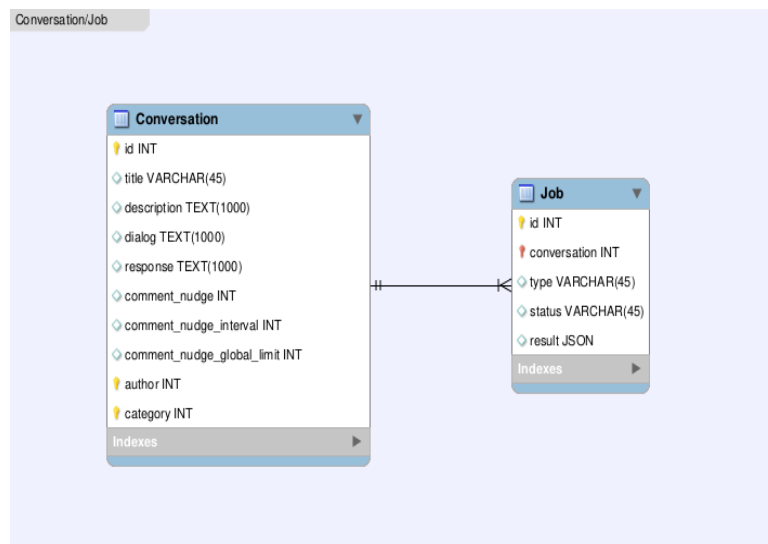 Conversation/Job
Conversation
id INT
title VARCHAR(45)
description TEXT(1000)
dialog TEXT(1000)
response TEXT(1000)
comment_nudge INT
comment_nudge_interval INT
comment_nudge_global_limit INT
author INT
category INT
Indexes
Job
id INT
conversation INT
type VARCHAR(45)
status VARCHAR(45)
result JSON
Indexes